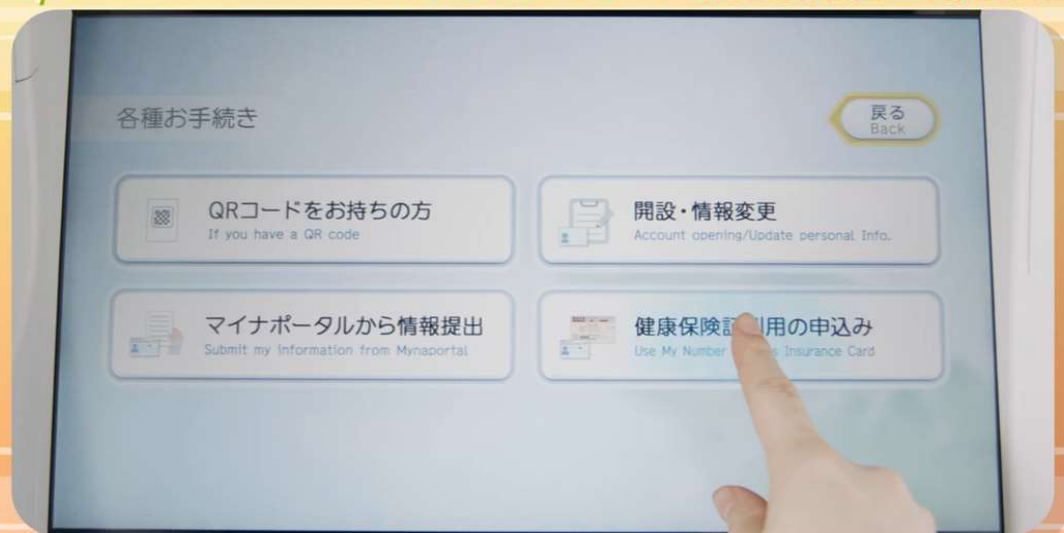 各種お手続き
戻る
Back
QRコードをお持ちの方
If you have a QR code
開設・情報変更
Account opening/Update personal Info.
マイナポータルから情報提出
Submit my information from Mynaportal
健康保険証利用の申込み
Use My Number s Insurance Card